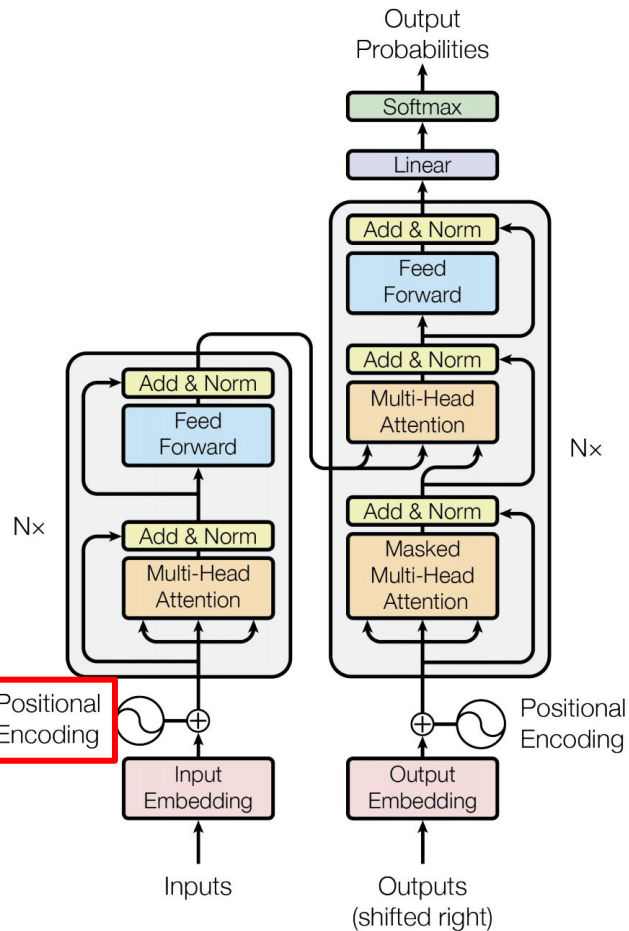 Output
Probabilities
Softmax
Linear
Add & Norm
Feed
Forward
Add & Norm
Multi-Head
Attention
Add & Norm
Masked
Multi-Head
Attention
Nx
Add & Norm
Feed
Forward
Add & Norm
Multi-Head
Attention
Nx
Positional
Encoding
Input
Embedding
Inputs
Positional
Encoding
Output
Embedding
Outputs
(shifted right)